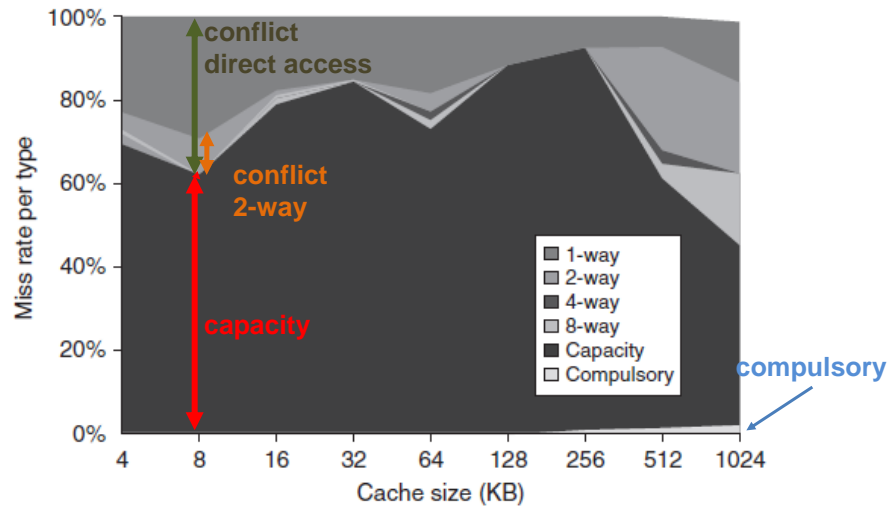 100%
80%
60%
40%
20%
0%
Miss rate per type
conflict
direct access
conflict
2-way
capacity
1-way
2-way
4-way
8-way
Capacity
Compulsory
compulsory
4 8 16 32 64 128 256 512 1024
Cache size (KB)